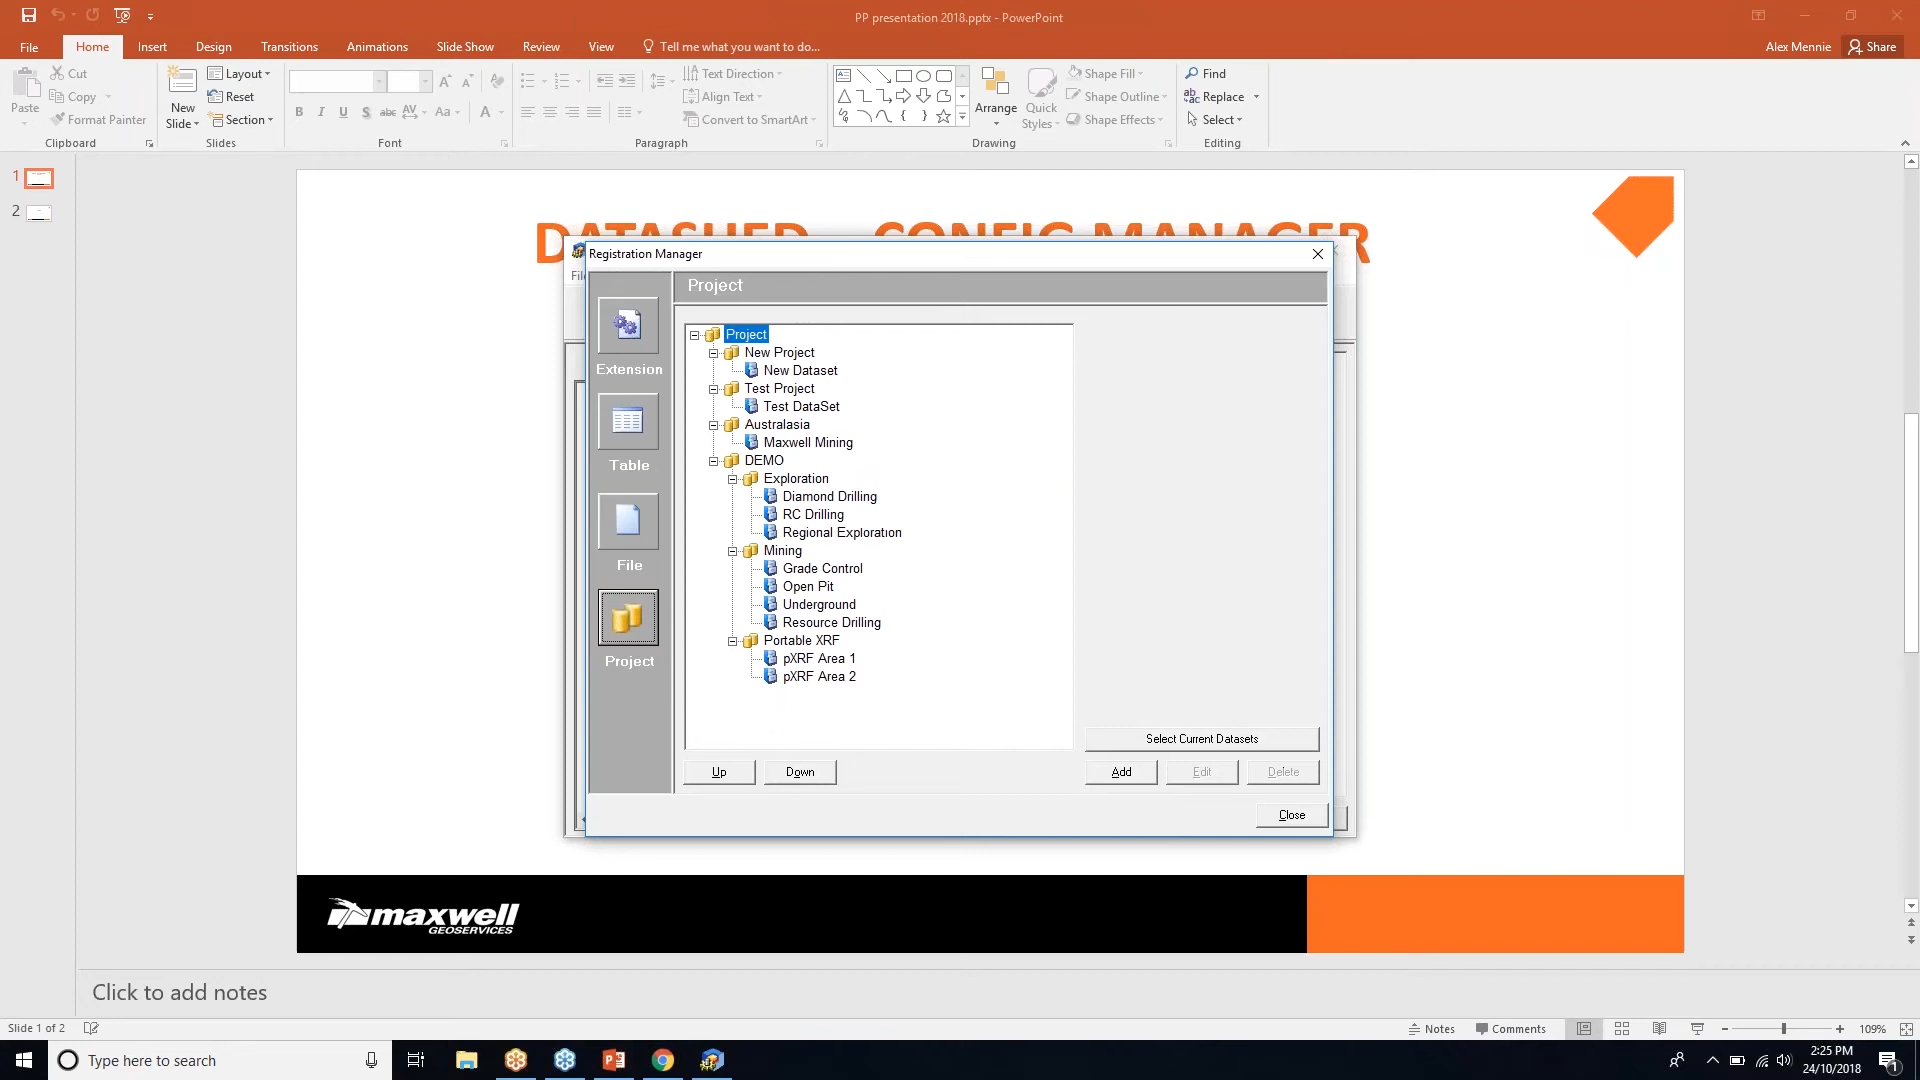 PP presentation 2018.pptx - PowerPoint
File Home Insert Design Transitions Animations Slide Show Review View Tell me what you want to do... Alex Mennie Share
Paste
Cut
Copy
Format Painter
Clipboard
New
Slide
Layout
Reset
Section
Slides
Font
Text Direction
Align Text
Convert to SmartArt
Paragraph
Arrange
Quick
Styles
Shape Fill
Shape Outline
Shape Effects
Drawing
Find
Replace
Select
Editing
1
2
DATASHED – CONFIG MANAGER
Registration Manager
Extension
Table
File
Project
Project
Project
New Project
New Dataset
Test Project
Test DataSet
Australasia
Maxwell Mining
DEMO
Exploration
Diamond Drilling
RC Drilling
Regional Exploration
Mining
Grade Control
Open Pit
Underground
Resource Drilling
Portable XRF
pXRF Area 1
pXRF Area 2
Select Current Datasets
Up Down Add Edit Delete
Close
maxwell
GEOSERVICES
Click to add notes
Slide 1 of 2 Notes Comments 109%
Type here to search
2:25 PM
24/10/2018
1